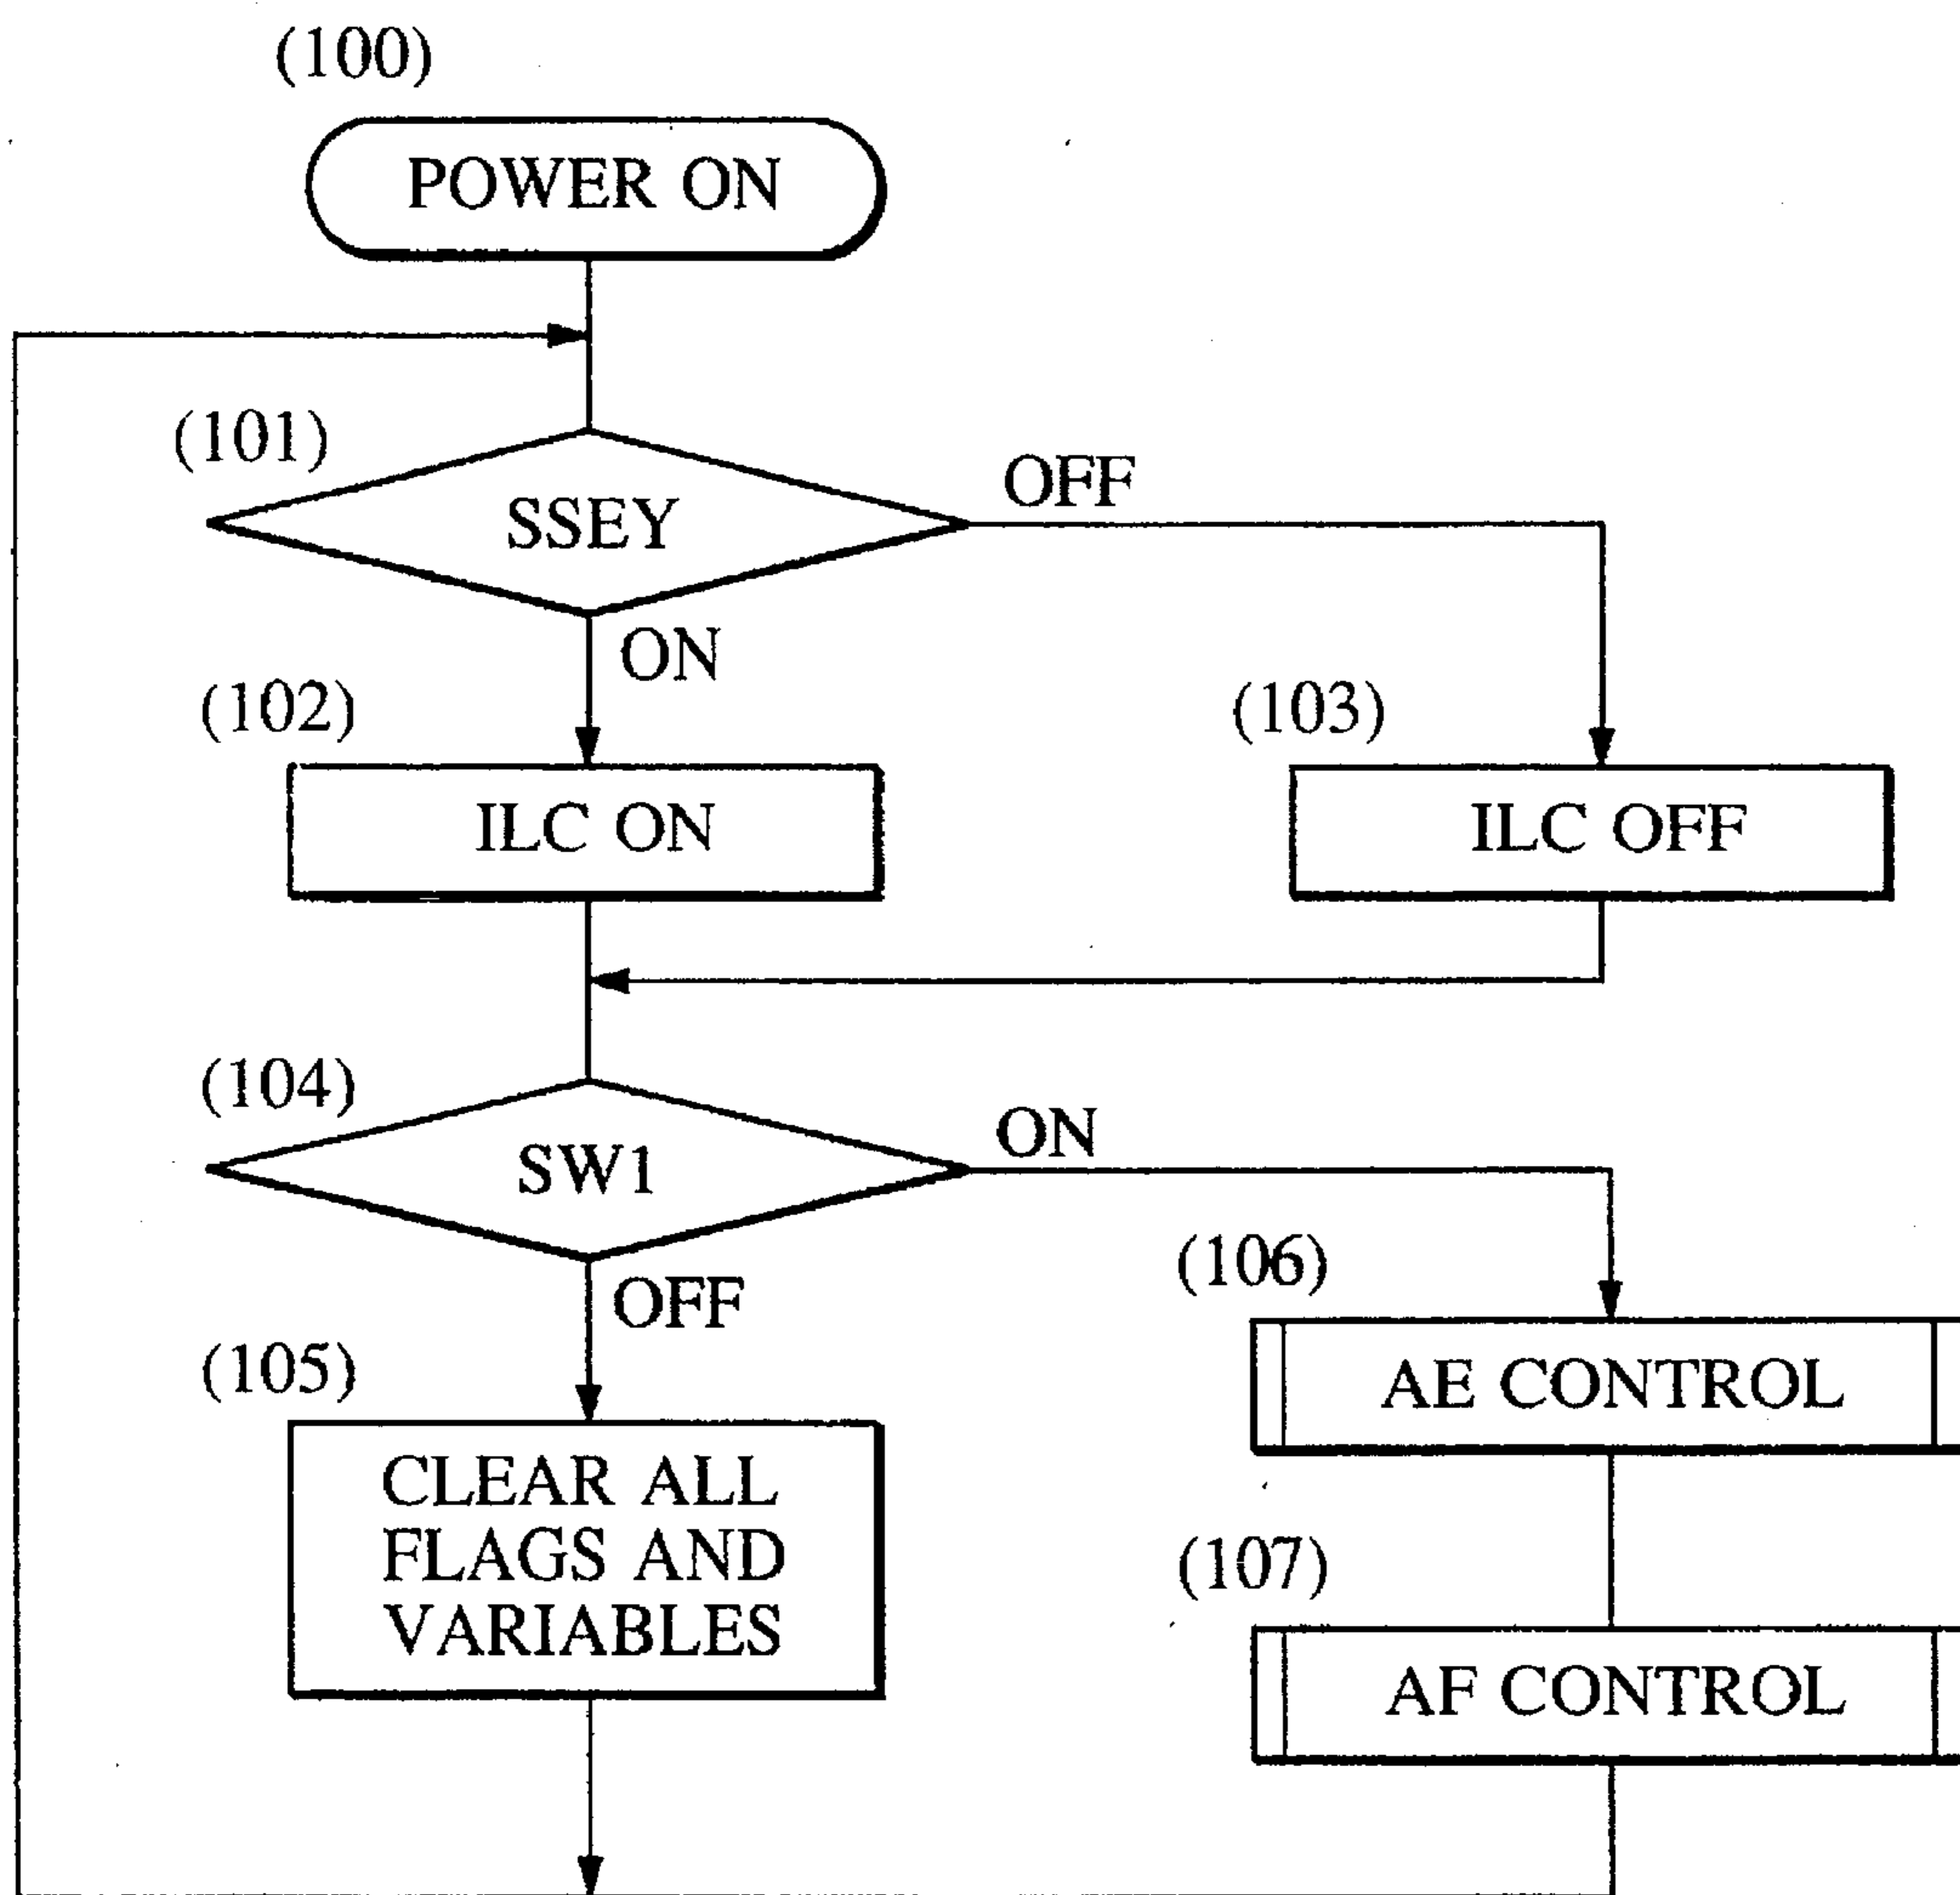 (100)
POWER ON
(101)
SSEY
OFF
ON
(102)
ILC ON
(103)
ILC OFF
(104)
SW1
ON
OFF
(105)
CLEAR ALL
FLAGS AND
VARIABLES
(106)
AE CONTROL
(107)
AF CONTROL